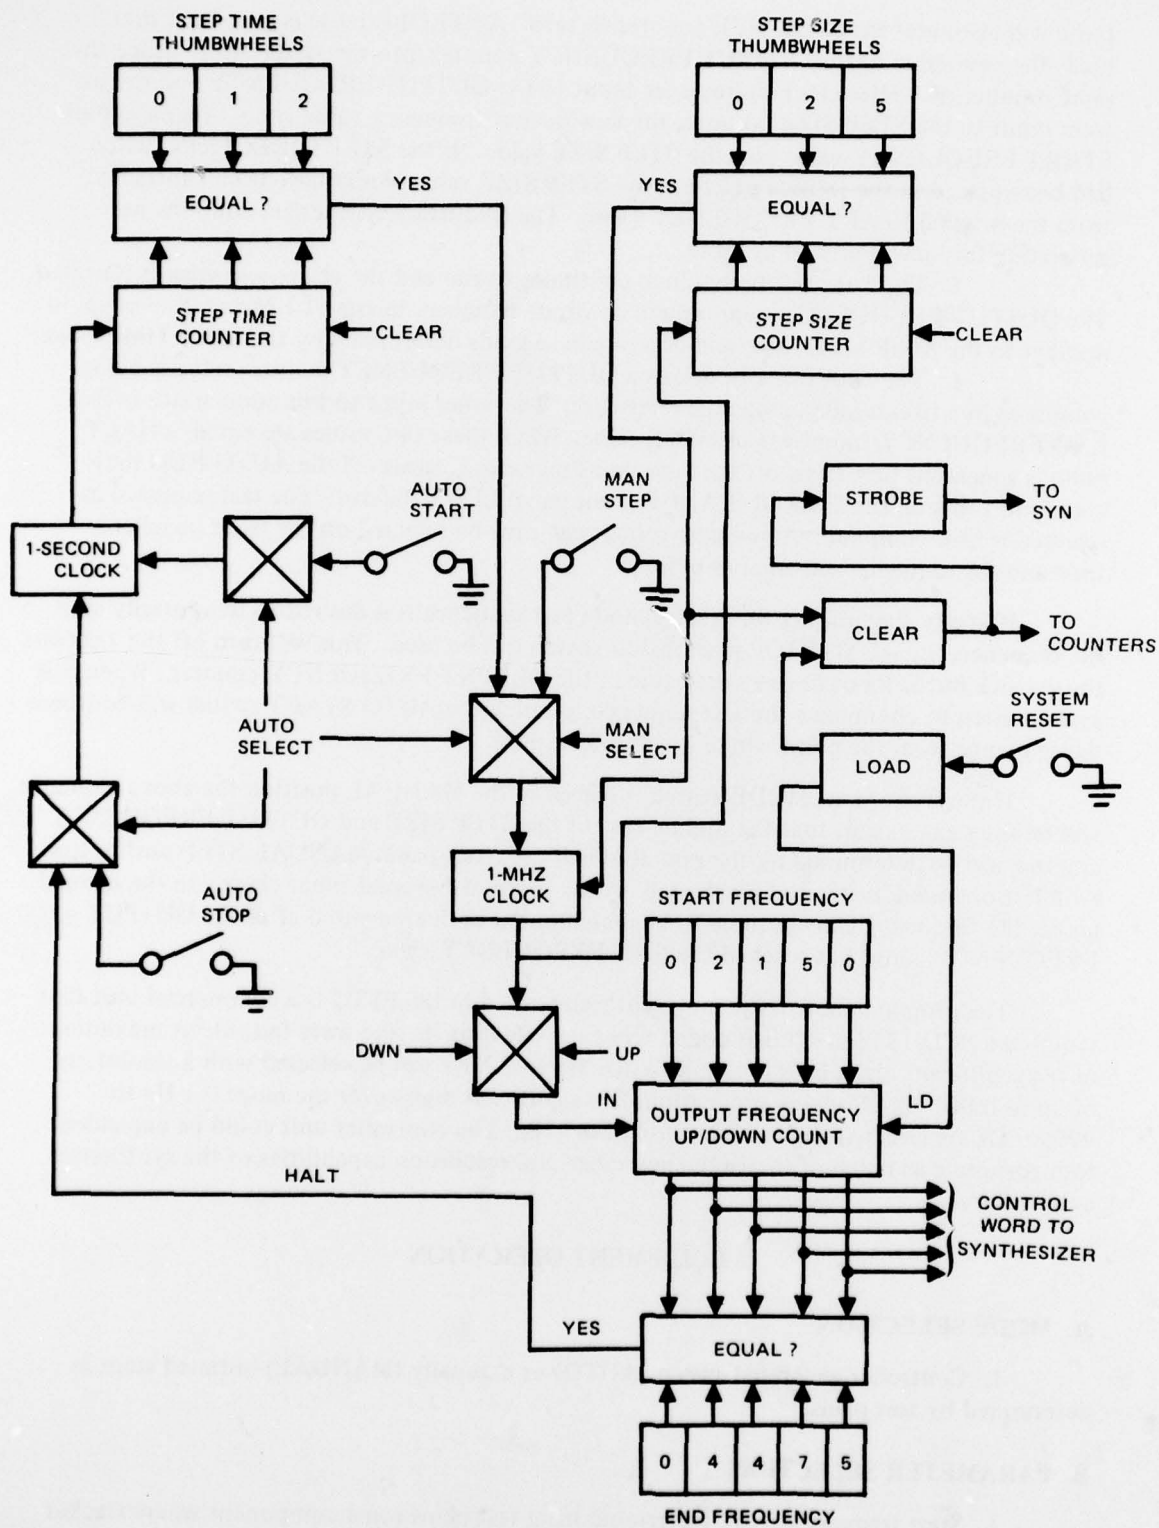 STEP TIME
THUMBWHEELS
0 1 2
EQUAL ?
YES
STEP TIME
COUNTER
CLEAR
STEP SIZE
THUMBWHEELS
0 2 5
YES
EQUAL ?
STEP SIZE
COUNTER
CLEAR
1-SECOND
CLOCK
AUTO
START
MAN
STEP
STROBE
TO
SYN
CLEAR
TO
COUNTERS
AUTO
SELECT
MAN
SELECT
SYSTEM
RESET
LOAD
AUTO
STOP
1-MHZ
CLOCK
START FREQUENCY
0 2 1 5 0
DWN
UP
IN
OUTPUT FREQUENCY
UP/DOWN COUNT
LD
HALT
CONTROL
WORD TO
SYNTHESIZER
YES
EQUAL ?
0 4 4 7 5
END FREQUENCY